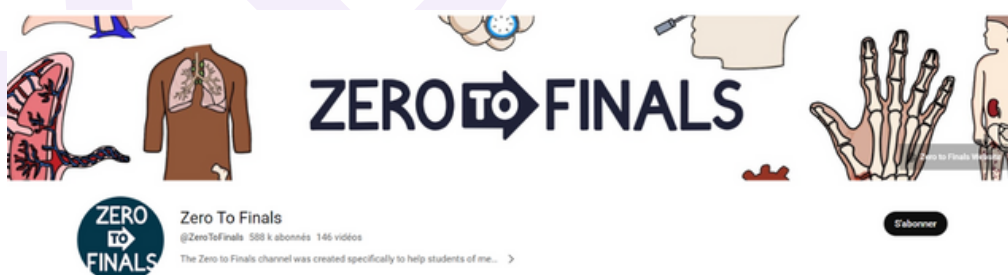 ZERO TO FINALS
Zero to Finals Website
ZERO
TO
FINALS
Zero To Finals
@ZeroToFinals 588 k abonnés 146 vidéos
The Zero to Finals channel was created specifically to help students of me...
S'abonner